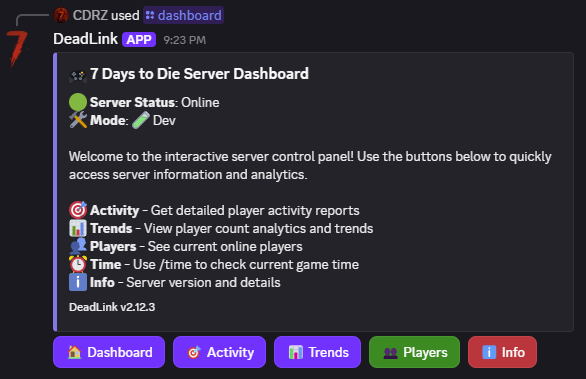 CDRZ used dashboard
DeadLink APP 9:23 PM
7 Days to Die Server Dashboard
Server Status: Online
Mode: Dev
Welcome to the interactive server control panel! Use the buttons below to quickly
access server information and analytics.
Activity - Get detailed player activity reports
Trends - View player count analytics and trends
Players - See current online players
Time - Use /time to check current game time
Info - Server version and details
DeadLink v2.12.3
Dashboard Activity Trends Players Info